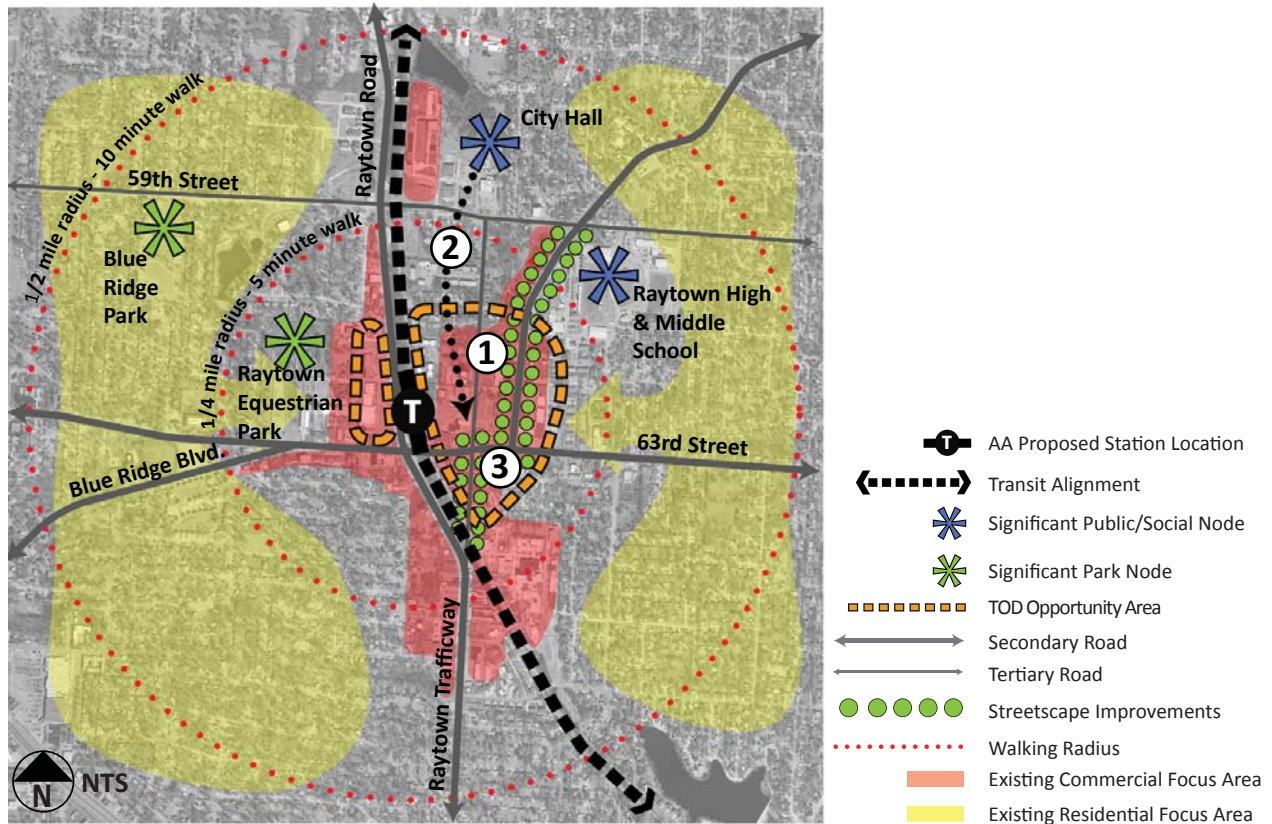 Raytown Road
City Hall
1/2 mile radius - 10 minute walk
59th Street
1/4 mile radius - 5 minute walk
2
Blue
Ridge
Park
Raytown High
& Middle
School
1
Raytown
Equestrian
Park
T
63rd Street
Blue Ridge Blvd.
3
Raytown Trafficway
N
NTS
T
AA Proposed Station Location
Transit Alignment
Significant Public/Social Node
Significant Park Node
TOD Opportunity Area
Secondary Road
Tertiary Road
Streetscape Improvements
Walking Radius
Existing Commercial Focus Area
Existing Residential Focus Area